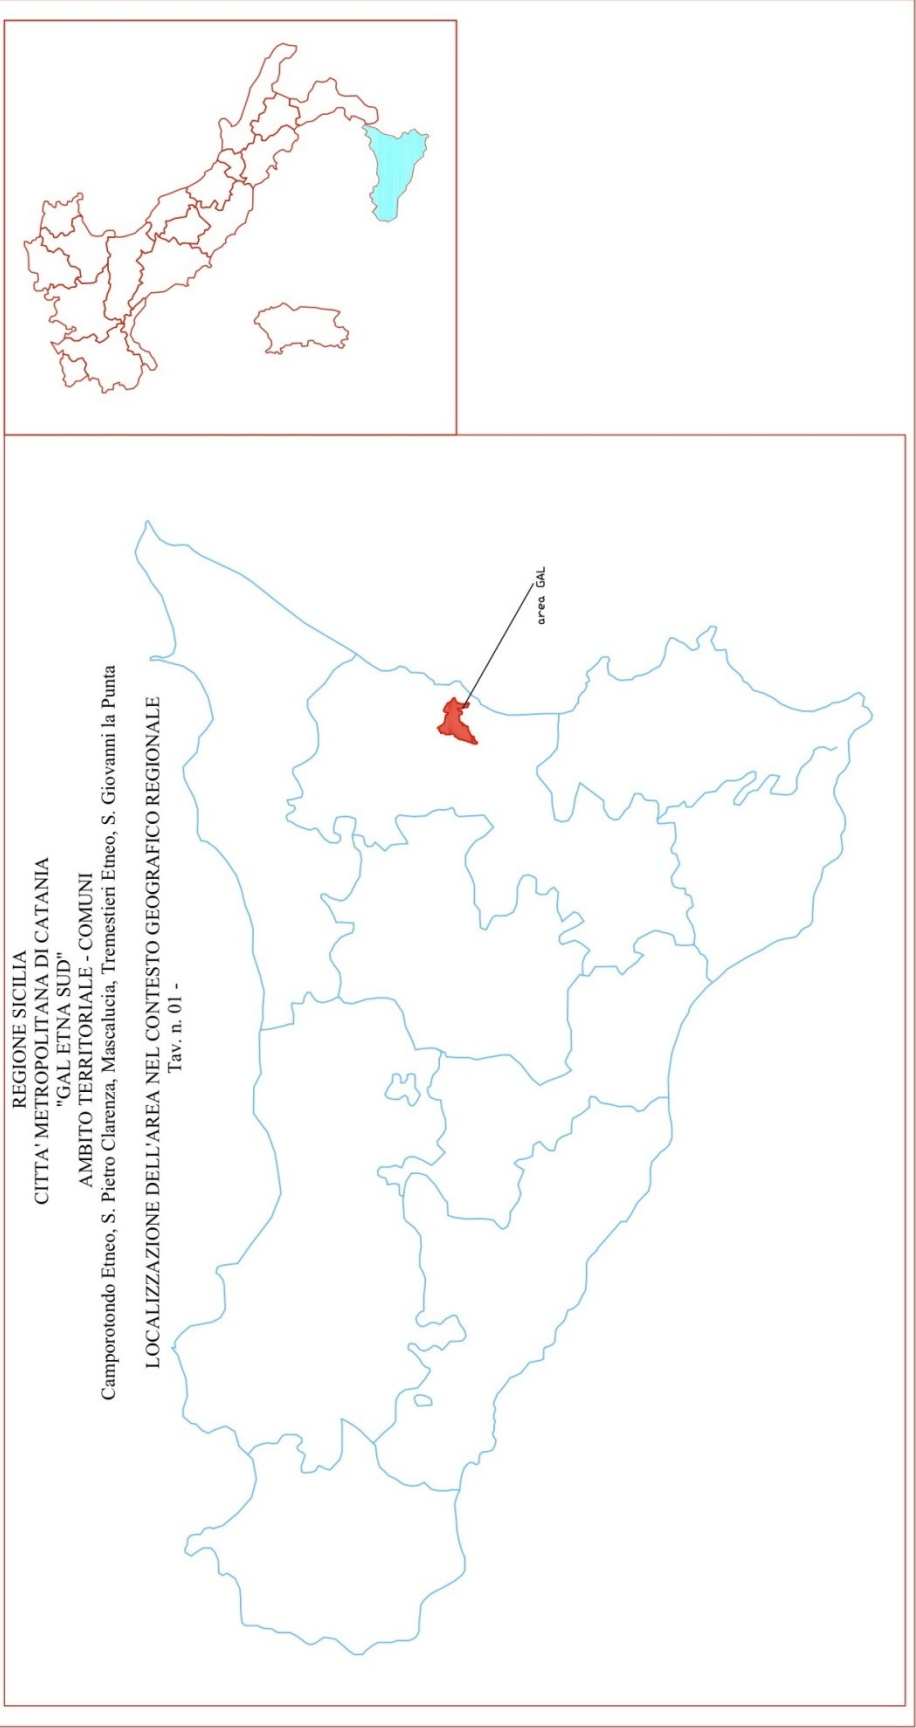 REGIONE SICILIA
CITTA' METROPOLITANA DI CATANIA
"GAL ETNA SUD"
AMBITO TERRITORIALE - COMUNI
Camporotondo Etneo, S. Pietro Clarenza, Mascalucia, Tremestieri Etneo, S. Giovanni la Punta
LOCALIZZAZIONE DELL'AREA NEL CONTESTO GEOGRAFICO REGIONALE
Tav. n. 01 -
area GAL